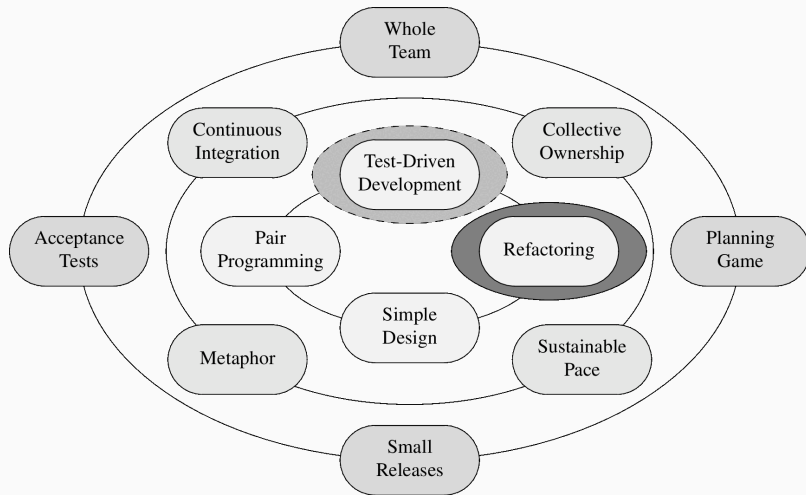 Whole
Team
Continuous
Integration
Collective
Ownership
Test-Driven
Development
Acceptance
Tests
Pair
Programming
Refactoring
Planning
Game
Simple
Design
Metaphor
Sustainable
Pace
Small
Releases